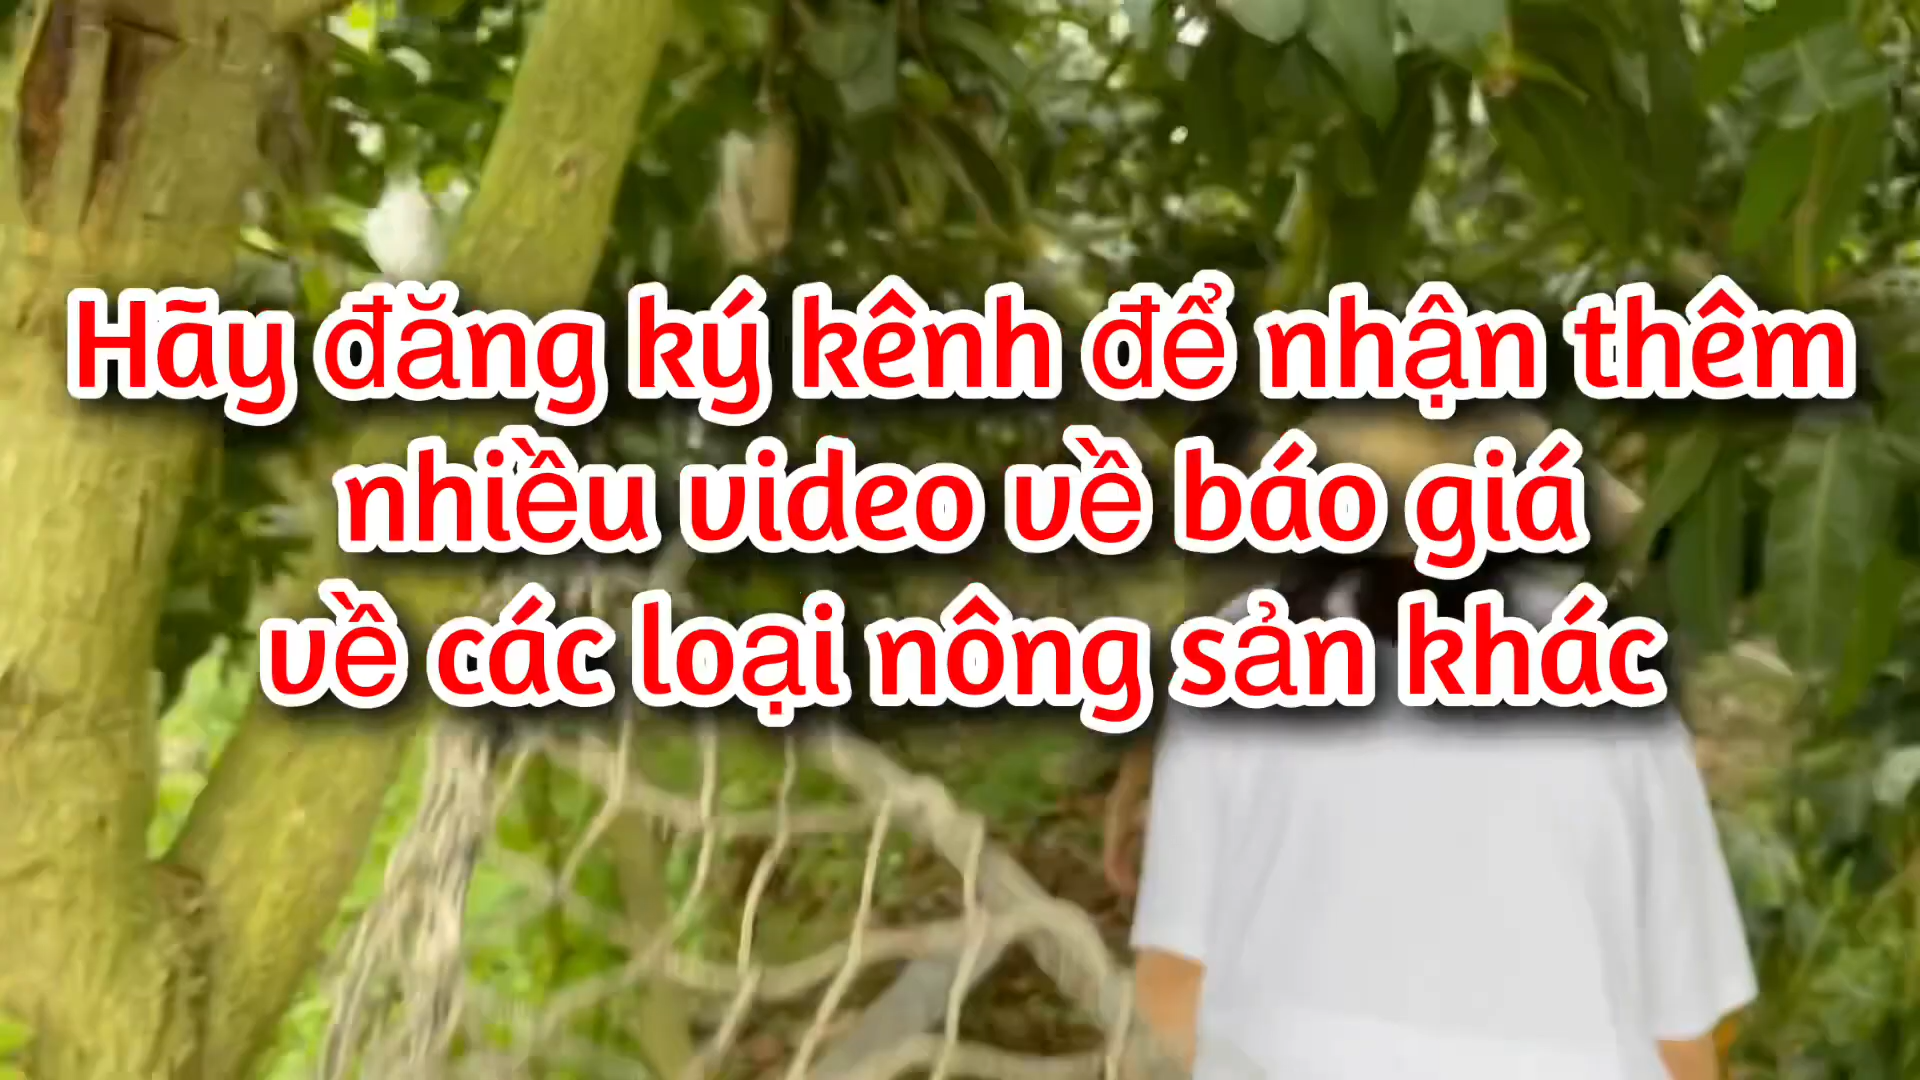 Hãy đăng ký kênh để nhận thêm
nhiều video về báo giá
về các loại nông sản khác